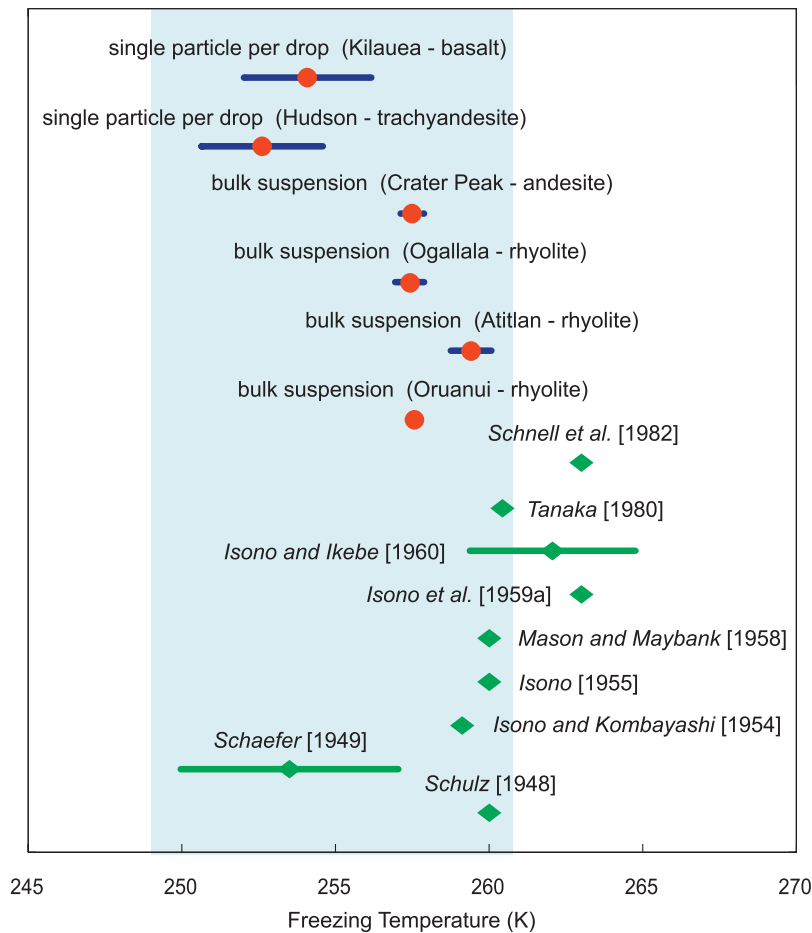 single particle per drop (Kilauea - basalt)
single particle per drop (Hudson - trachyandesite)
bulk suspension (Crater Peak - andesite)
bulk suspension (Ogallala - rhyolite)
bulk suspension (Atitlan - rhyolite)
bulk suspension (Oruanui - rhyolite)
Schnell et al. [1982]
Tanaka [1980]
Isono and Ikebe [1960]
Isono et al. [1959a]
Mason and Maybank [1958]
Isono [1955]
Isono and Kombayashi [1954]
Schaefer [1949]
Schulz [1948]
245 250 255 260 265 270
Freezing Temperature (K)